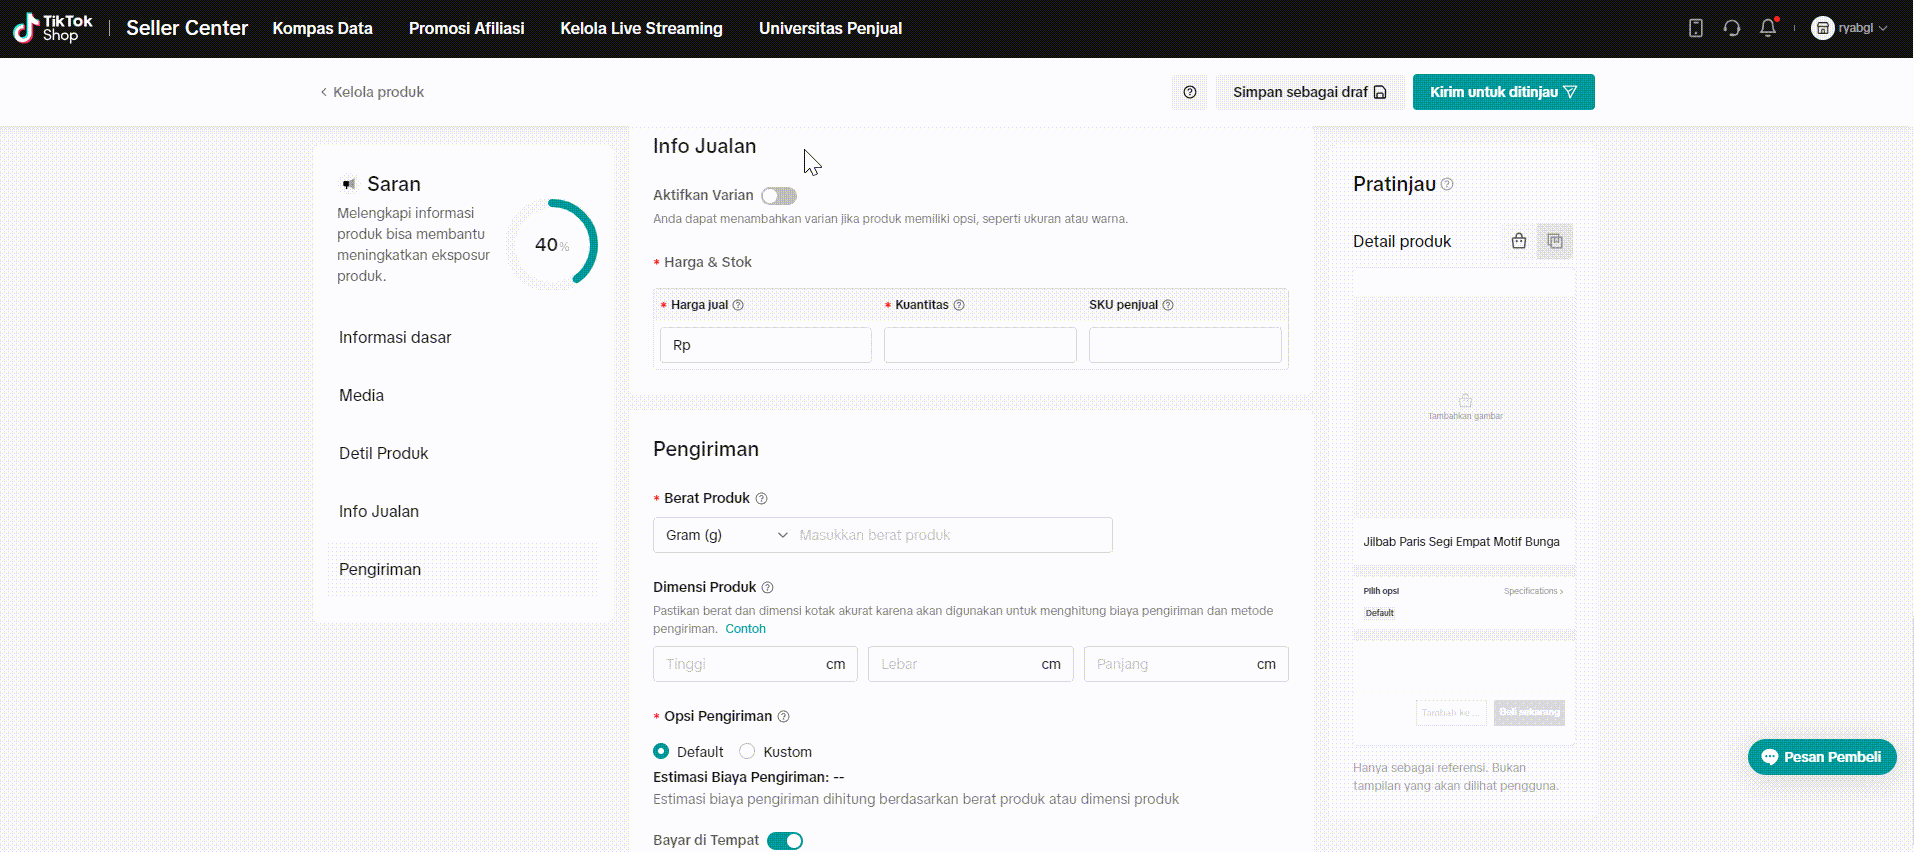 TikTok Shop | Seller Center Kompas Data Promosi Afiliasi Kelola Live Streaming Universitas Penjual ryabgl
Kelola produk
Simpan sebagai draf
Kirim untuk ditinjau
Saran
Melengkapi informasi
produk bisa membantu
meningkatkan eksposur
produk.
40%
Informasi dasar
Media
Detil Produk
Info Jualan
Pengiriman
Info Jualan
Aktifkan Varian
Anda dapat menambahkan varian jika produk memiliki opsi, seperti ukuran atau warna.
* Harga & Stok
* Harga jual
* Kuantitas
SKU penjual
Rp
Pengiriman
* Berat Produk
Gram (g) Masukkan berat produk
Dimensi Produk
Pastikan berat dan dimensi kotak akurat karena akan digunakan untuk menghitung biaya pengiriman dan metode
pengiriman. Contoh
Tinggi cm Lebar cm Panjang cm
* Opsi Pengiriman
Default Kustom
Estimasi Biaya Pengiriman: --
Estimasi biaya pengiriman dihitung berdasarkan berat produk atau dimensi produk
Bayar di Tempat
Pratinjau
Detail produk
Tambahkan gambar
Jilbab Paris Segi Empat Motif Bunga
Pilih opsi Specifications >
Default
Tambah ke ... Beli sekarang
Hanya sebagai referensi. Bukan
tampilan yang akan dilihat pengguna.
Pesan Pembeli